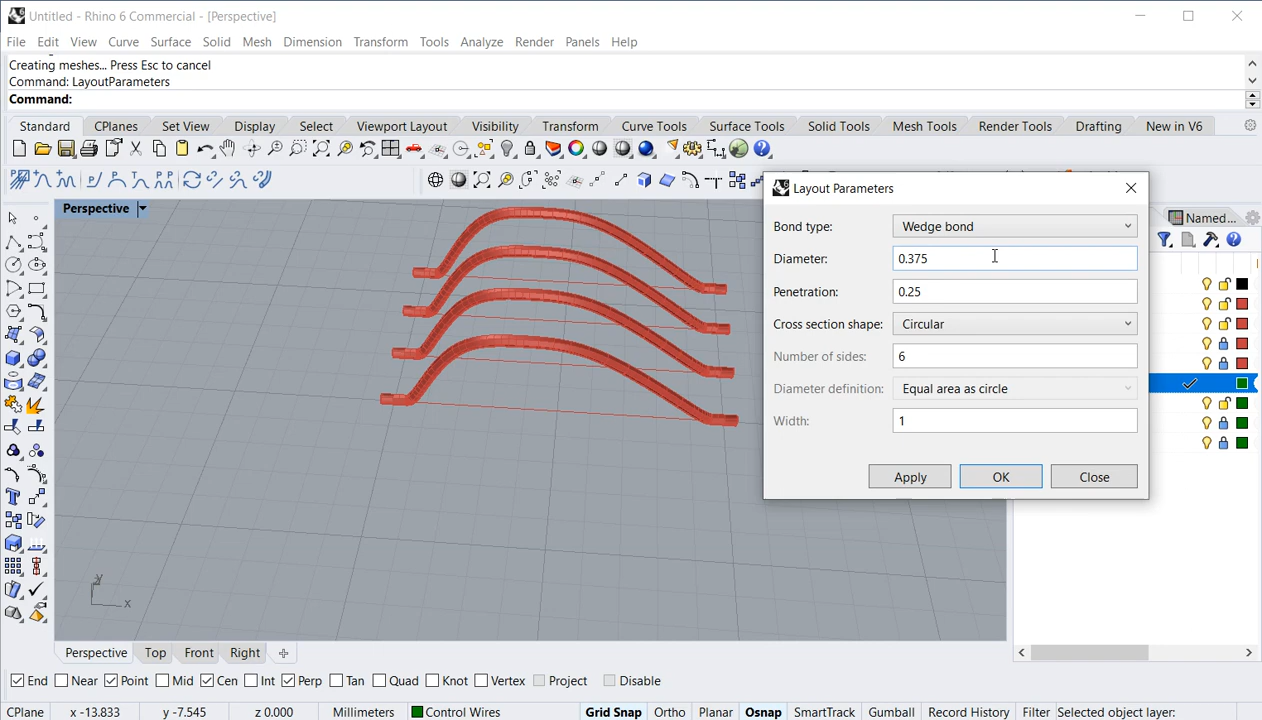 Untitled - Rhino 6 Commercial - [Perspective]
File Edit View Curve Surface Solid Mesh Dimension Transform Tools Analyze Render Panels Help
Creating meshes... Press Esc to cancel
Command: LayoutParameters
Command:
Standard CPlanes Set View Display Select Viewport Layout Visibility Transform Curve Tools Surface Tools Solid Tools Mesh Tools Render Tools Drafting New in V6
Perspective
Layout Parameters
Named...
Bond type: Wedge bond
Diameter: 0.375
Penetration: 0.25
Cross section shape: Circular
Number of sides: 6
Diameter definition: Equal area as circle
Width: 1
Apply OK Close
y
x
Perspective Top Front Right
End Near Point Mid Cen Int Perp Tan Quad Knot Vertex Project Disable
CPlane x -13.833 y -7.545 z 0.000 Millimeters Control Wires Grid Snap Ortho Planar Osnap SmartTrack Gumball Record History Filter Selected object layer: